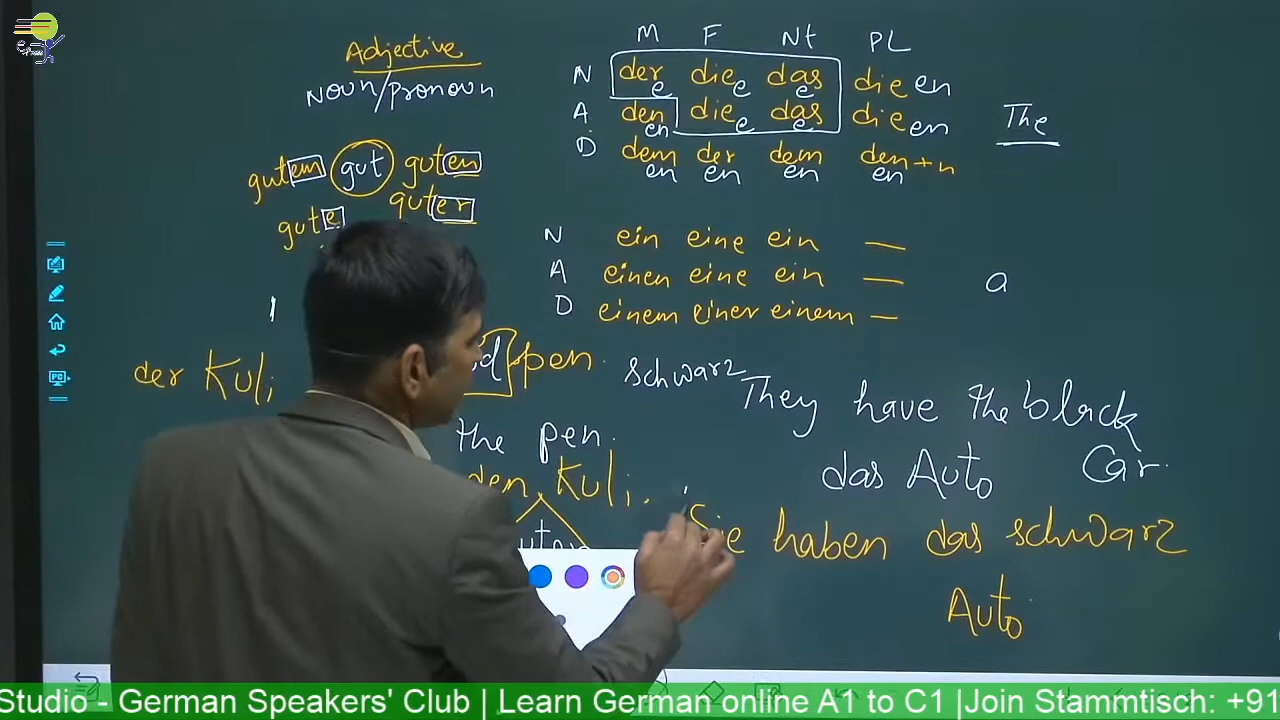 Adjective
Noun/pronoun
gutem gut guten
gute guter
M F Nt PL
N der e die e das e die en
A den en die e das e die en
D dem en der en dem en den+n en
The
N ein eine ein —
A einen eine ein —
D einem einer einem —
a
der Kuli
pen.
the pen.
den Kuli.
schwarz
They have the black
das Auto Car.
Sie haben das schwarz
Auto
Studio - German Speakers' Club | Learn German online A1 to C1 |Join Stammtisch: +91